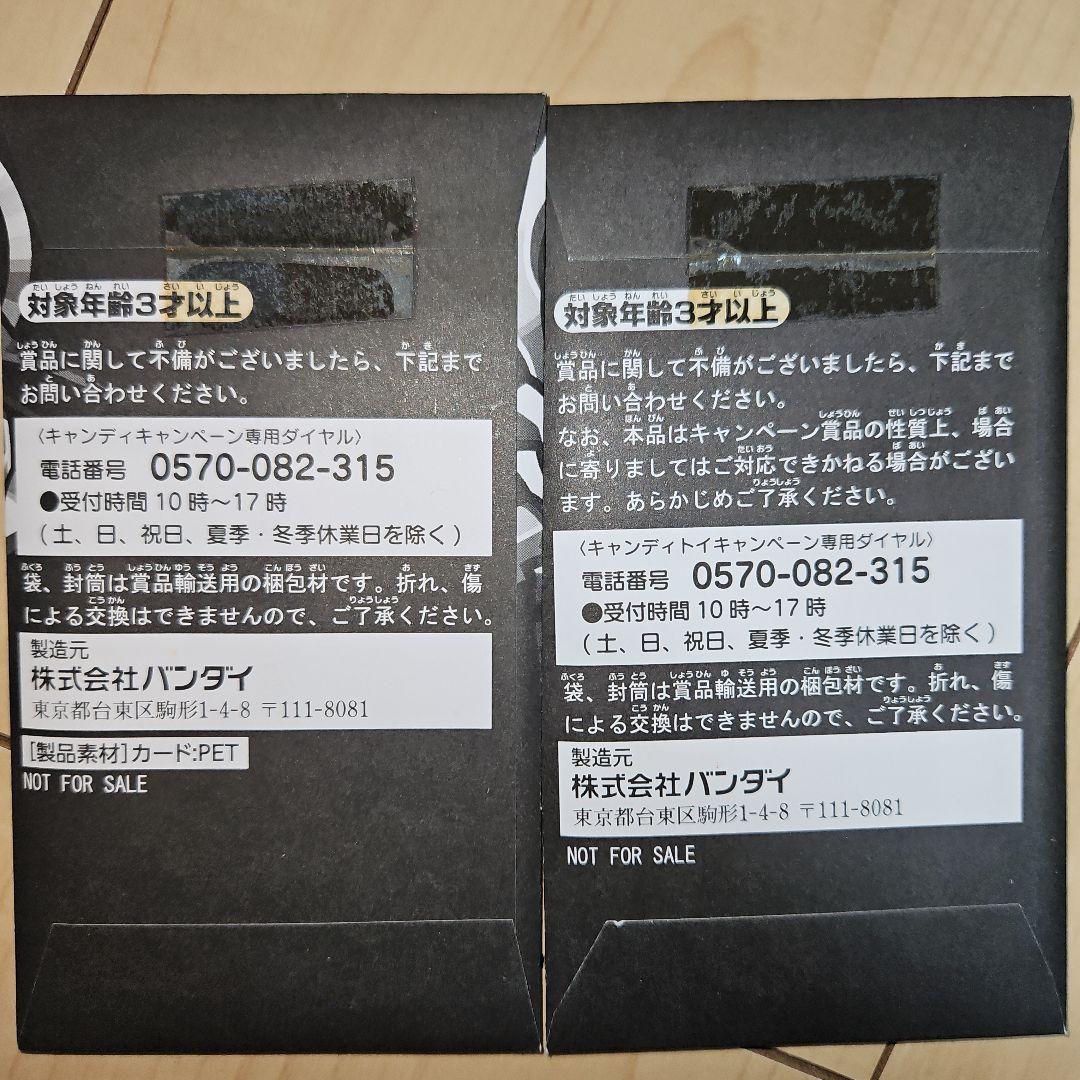 対象年齢3才以上
賞品に関して不備がございましたら、下記まで
お問い合わせください。
〈キャンディキャンペーン専用ダイヤル〉
電話番号 0570-082-315
●受付時間 10時〜17時
(土、日、祝日、夏季・冬季休業日を除く)
袋、封筒は賞品輸送用の梱包材です。折れ、傷
による交換はできませんので、ご了承ください。
製造元
株式会社バンダイ
東京都台東区駒形1-4-8 〒111-8081
[製品素材]カード:PET
NOT FOR SALE
対象年齢3才以上
賞品に関して不備がございましたら、下記まで
お問い合わせください。
なお、本品はキャンペーン賞品の性質上、場合
に寄りましてはご対応できかねる場合がござい
ます。あらかじめご了承ください。
〈キャンディトイキャンペーン専用ダイヤル〉
電話番号 0570-082-315
●受付時間 10時〜17時
(土、日、祝日、夏季・冬季休業日を除く)
袋、封筒は賞品輸送用の梱包材です。折れ、傷
による交換はできませんので、ご了承ください。
製造元
株式会社バンダイ
東京都台東区駒形1-4-8 〒111-8081
NOT FOR SALE